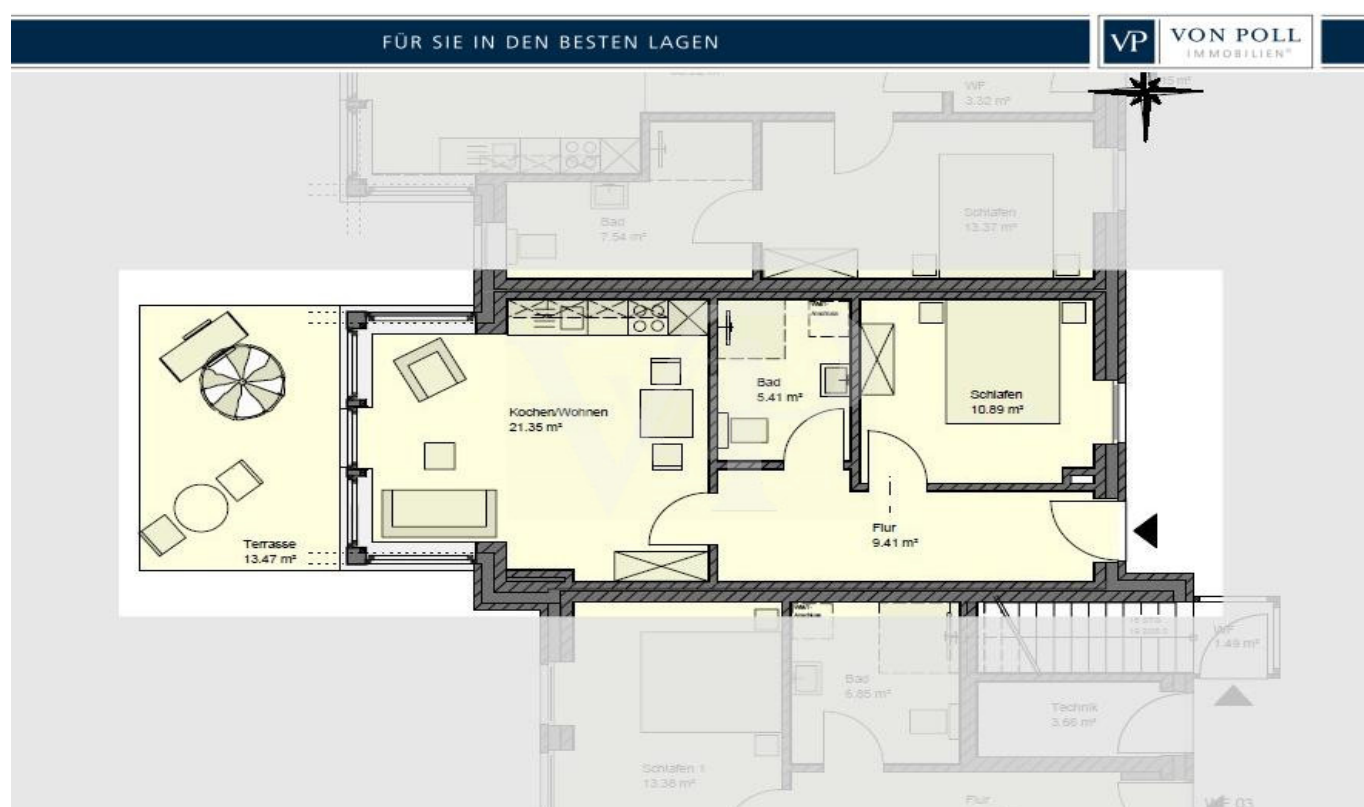 FÜR SIE IN DEN BESTEN LAGEN
VP
VON POLL
IMMOBILIEN®
WF
3.32 m²
Bad
7.54 m²
Schlafen
13.37 m²
Kochen/Wohnen
21.35 m²
Bad
5.41 m²
Schlafen
10.89 m²
Flur
9.41 m²
Terrasse
13.47 m²
Bad
6.85 m²
WF
1.49 m²
Technik
3.66 m²
Schlafen 1
13.36 m²
Flur
WE 03